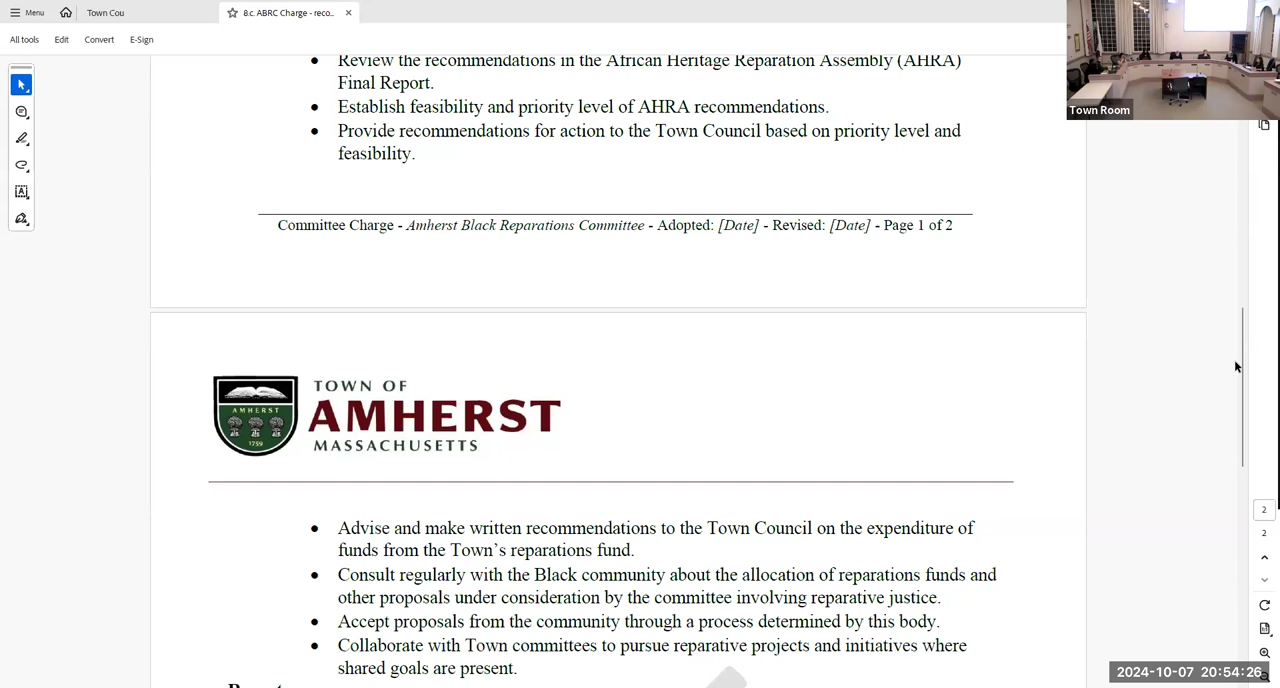 Menu
Town Cou
8.c. ABRC Charge - reco...
All tools
Edit
Convert
E-Sign
Review the recommendations in the African Heritage Reparation Assembly (AHRA)
Final Report.
Establish feasibility and priority level of AHRA recommendations.
Provide recommendations for action to the Town Council based on priority level and
feasibility.
Committee Charge - Amherst Black Reparations Committee - Adopted: [Date] - Revised: [Date] - Page 1 of 2
Town Room
AMHERST
1759
TOWN OF
AMHERST
MASSACHUSETTS
Advise and make written recommendations to the Town Council on the expenditure of
funds from the Town's reparations fund.
Consult regularly with the Black community about the allocation of reparations funds and
other proposals under consideration by the committee involving reparative justice.
Accept proposals from the community through a process determined by this body.
Collaborate with Town committees to pursue reparative projects and initiatives where
shared goals are present.
2
2
2024-10-07 20:54:26